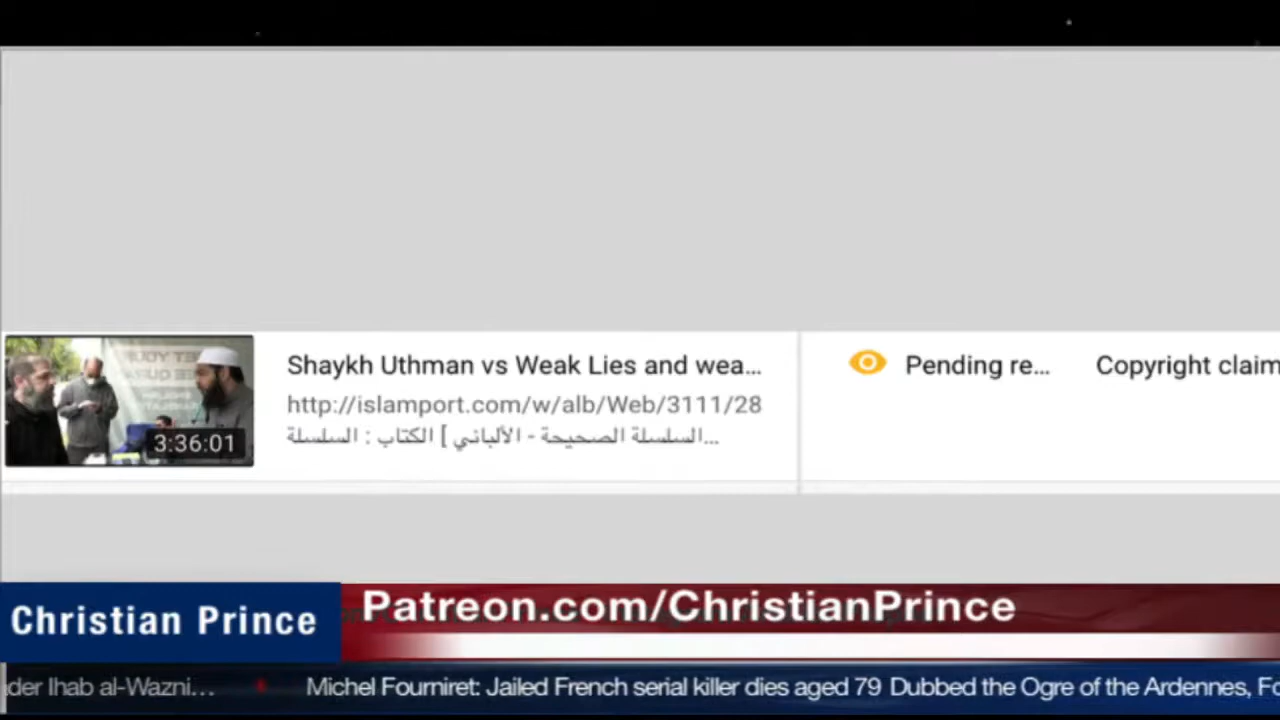 Shaykh Uthman vs Weak Lies and wea...
Pending re...
Copyright claim
http://islamport.com/w/alb/Web/3111/28
السلسلة الصحيحة - الألباني ] الكتاب : السلسلة...
3:36:01
Christian Prince
Patreon.com/ChristianPrince
der Ihab al-Wazni...
Michel Fourniret: Jailed French serial killer dies aged 79 Dubbed the Ogre of the Ardennes, Fo